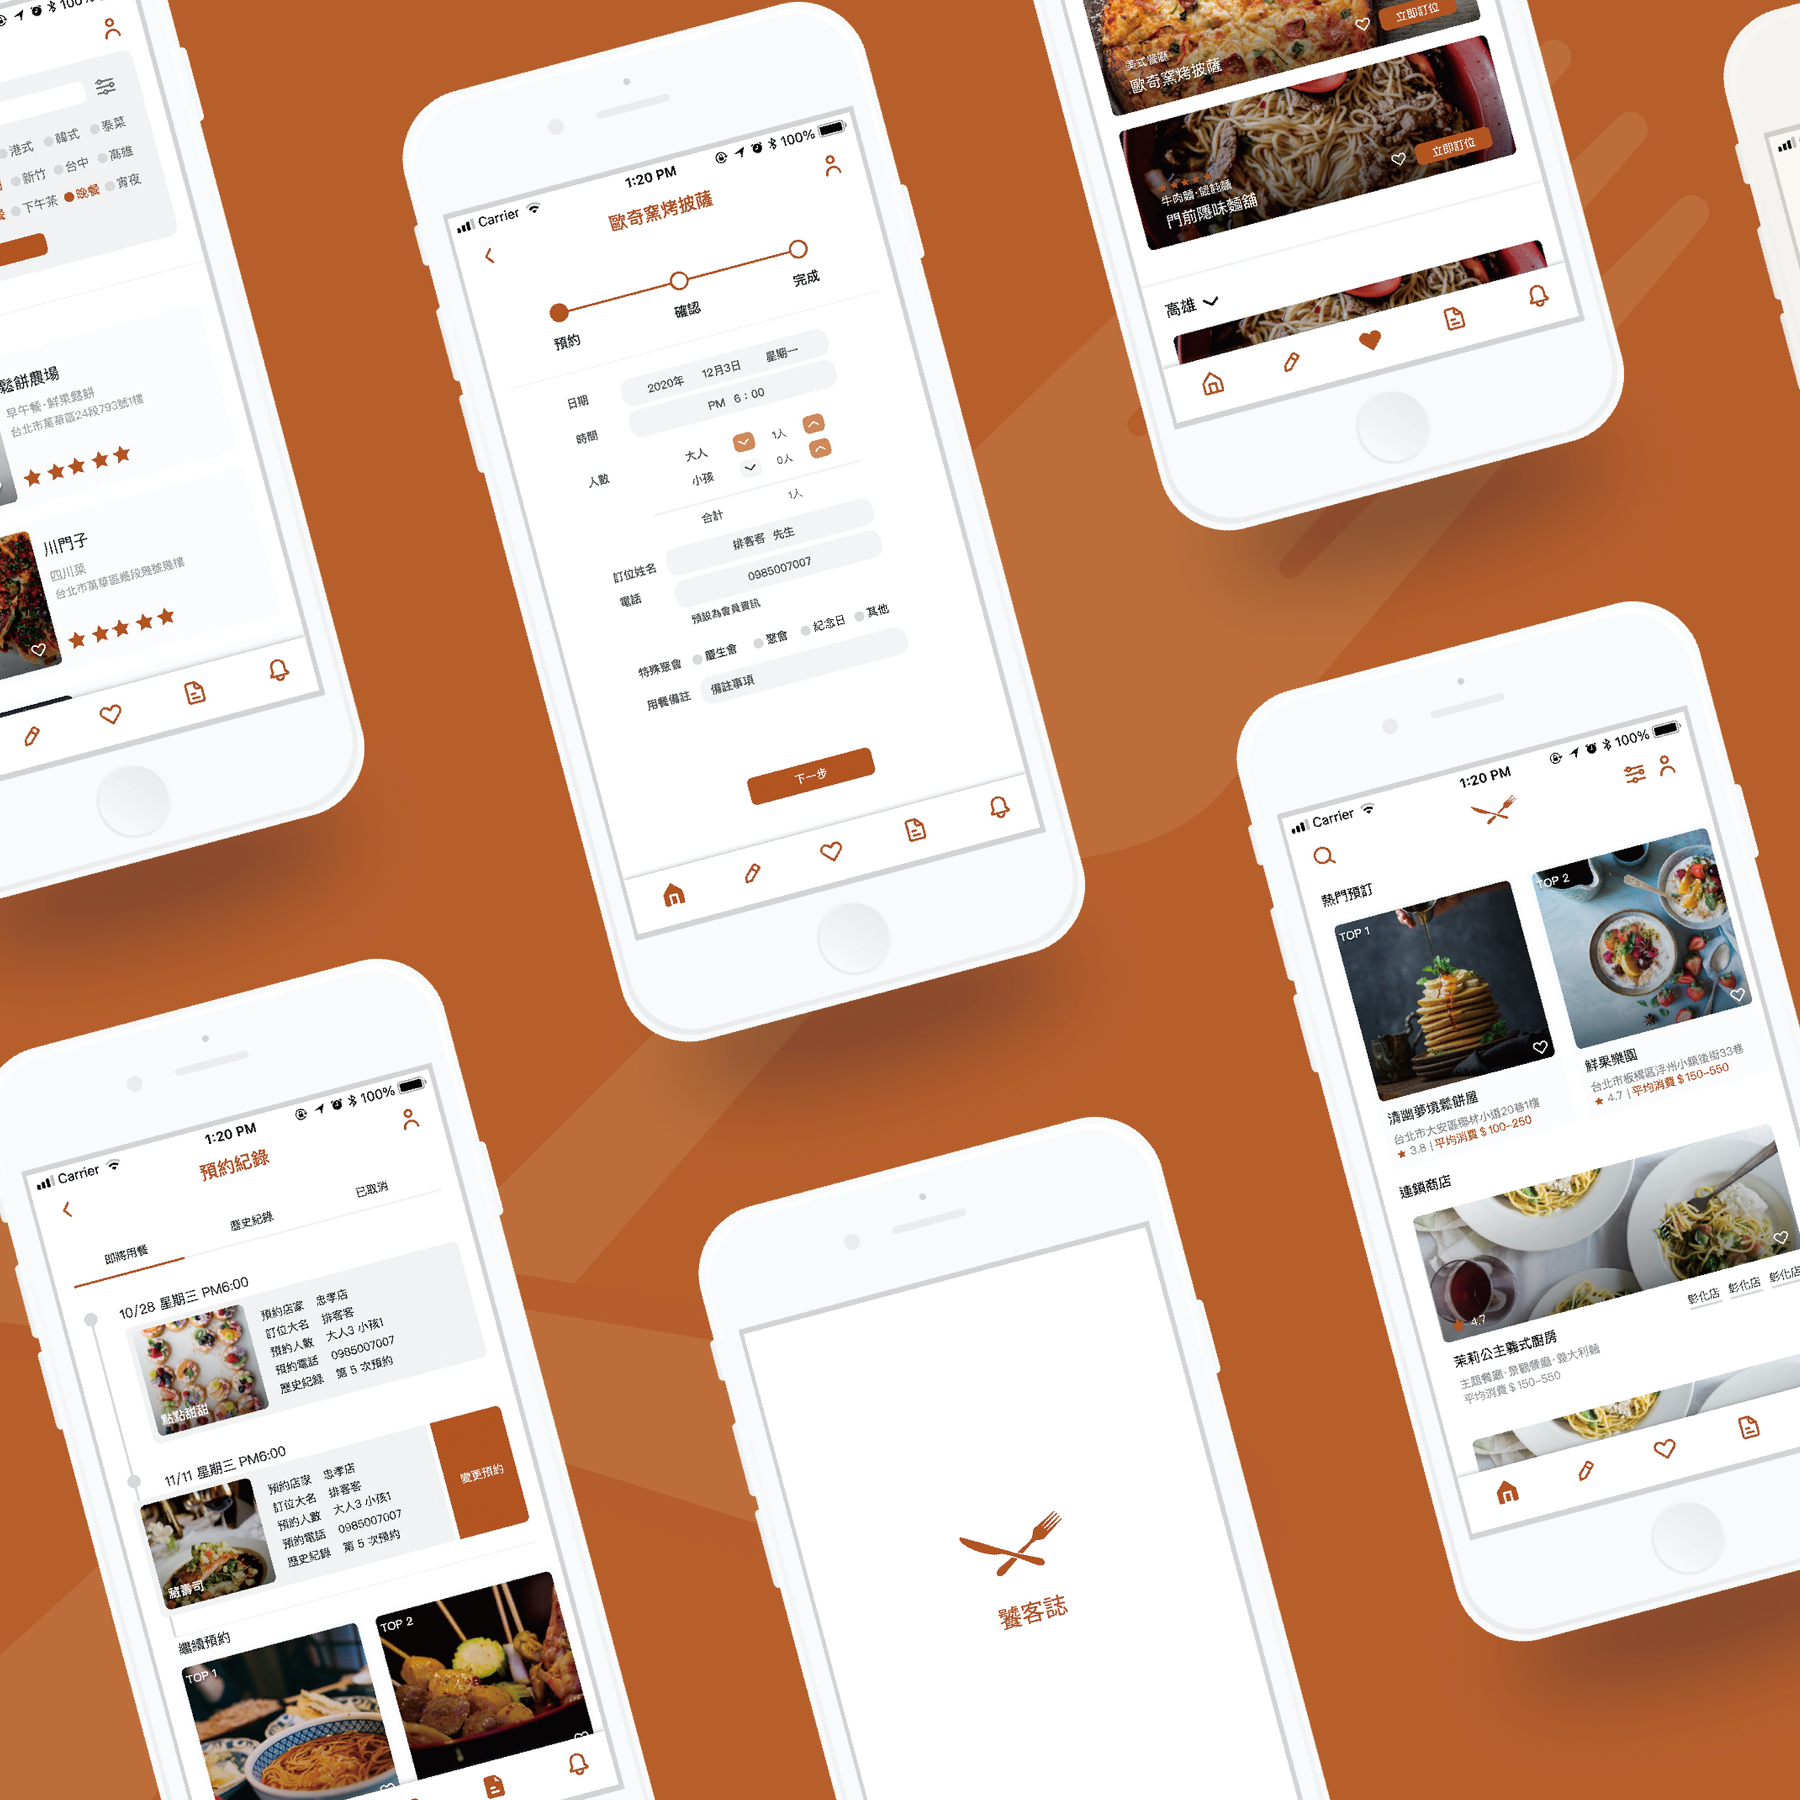 100%
港式 韓式 泰菜
新竹 台中 高雄
下午茶 晚餐 宵夜
鬆餅農場
早午餐·鮮果鬆餅
台北市萬華區24段793號1樓
川門子
四川菜
台北市萬華區幾段幾號幾樓
Carrier 1:20 PM 100%
歐奇窯烤披薩
預約 確認 完成
日期 2020年 12月3日 星期一
時間 PM 6:00
人數 大人 1人
小孩 0人
合計 1人
訂位姓名 排客客 先生
電話 0985007007
預設為會員資訊
特殊聚會 慶生會 聚會 紀念日 其他
用餐備註 備註事項
下一步
美式餐廳
歐奇窯烤披薩
立即訂位
牛肉麵·餛飩麵
門前隱味麵舖
立即訂位
高雄
Carrier 1:20 PM 100%
熱門預訂
TOP 1
清幽夢境鬆餅屋
台北市大安區椰林小道20巷1樓
3.8 | 平均消費 $ 100-250
TOP 2
鮮果樂園
台北市板橋區浮州小鎮後街33巷
4.7 | 平均消費 $ 150-550
連鎖商店
4.7
彰化店 彰化店 彰化店
茉莉公主義式廚房
主題餐廳·景觀餐廳·義大利麵
平均消費 $ 150-550
Carrier 1:20 PM 100%
預約紀錄
即將用餐 歷史紀錄 已取消
10/28 星期三 PM6:00
點點甜甜
預約店家 忠孝店
訂位大名 排客客
預約人數 大人3 小孩1
預約電話 0985007007
歷史紀錄 第 5 次預約
11/11 星期三 PM6:00
藏壽司
預約店家 忠孝店
訂位大名 排客客
預約人數 大人3 小孩1
預約電話 0985007007
歷史紀錄 第 5 次預約
變更預約
繼續預約
TOP 1
TOP 2
饕客誌